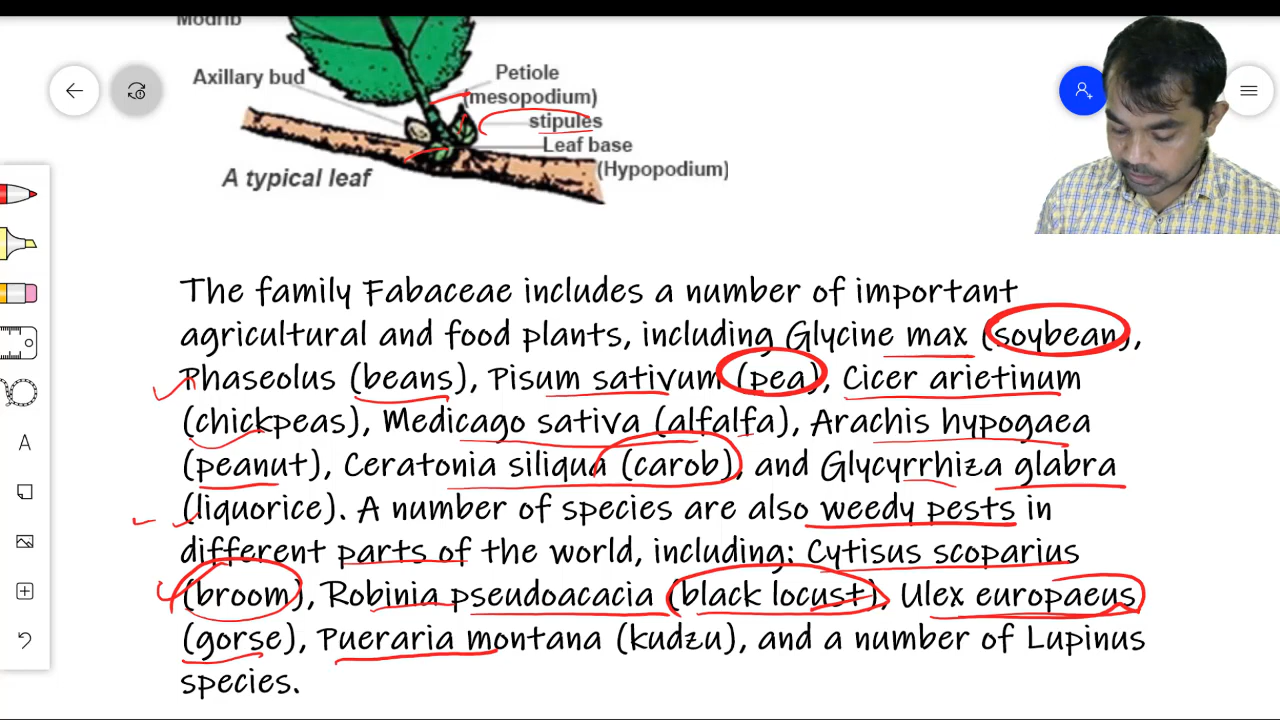 Midrib
Axillary bud
Petiole
(mesopodium)
stipules
Leaf base
(Hypopodium)
A typical leaf
The family Fabaceae includes a number of important
agricultural and food plants, including Glycine max (soybean),
Phaseolus (beans), Pisum sativum (pea), Cicer arietinum
(chickpeas), Medicago sativa (alfalfa), Arachis hypogaea
(peanut), Ceratonia siliqua (carob), and Glycyrrhiza glabra
(liquorice). A number of species are also weedy pests in
different parts of the world, including: Cytisus scoparius
(broom), Robinia pseudoacacia (black locust), Ulex europaeus
(gorse), Pueraria montana (kudzu), and a number of Lupinus
species.
A